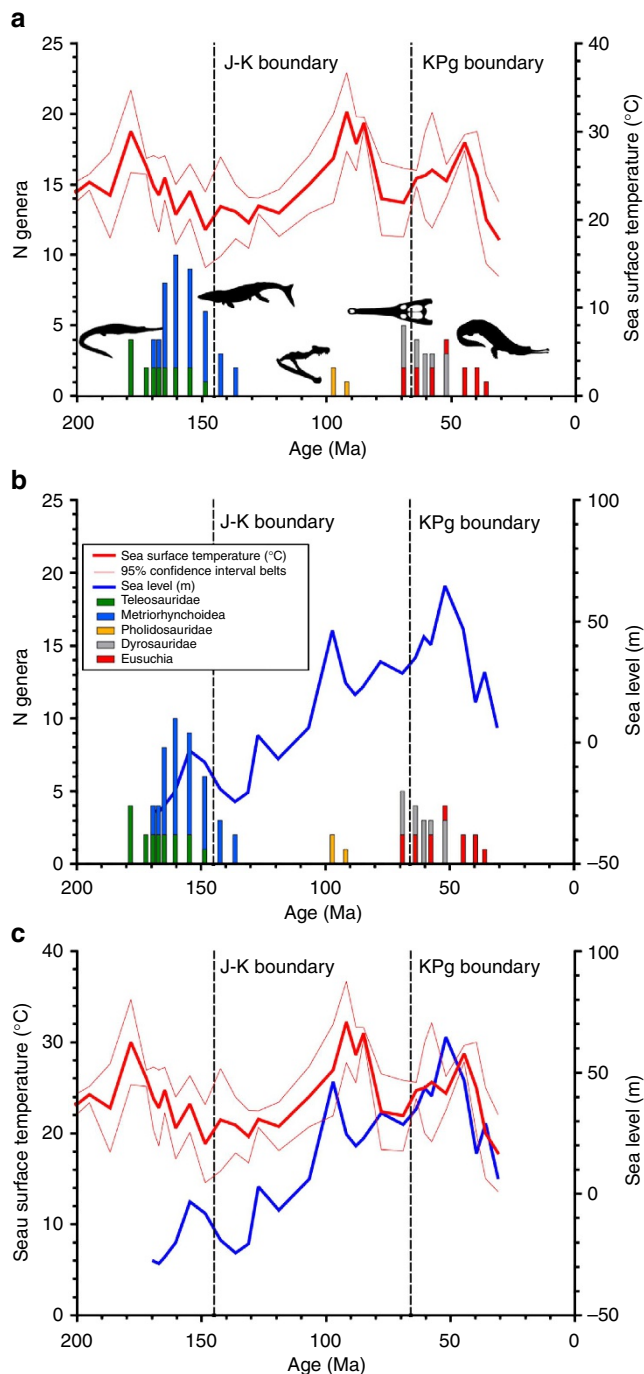 a
J-K boundary
KPg boundary
N genera
Sea surface temperature (°C)
25
20
15
10
5
0
40
30
20
10
0
200
150
100
50
0
Age (Ma)
b
J-K boundary
KPg boundary
Sea surface temperature (°C)
95% confidence interval belts
Sea level (m)
Teleosauridae
Metriorhynchoidea
Pholidosauridae
Dyrosauridae
Eusuchia
N genera
Sea level (m)
25
20
15
10
5
0
100
50
0
–50
200
150
100
50
0
Age (Ma)
c
J-K boundary
KPg boundary
Seau surface temperature (°C)
Sea level (m)
40
30
20
10
0
100
50
0
–50
200
150
100
50
0
Age (Ma)